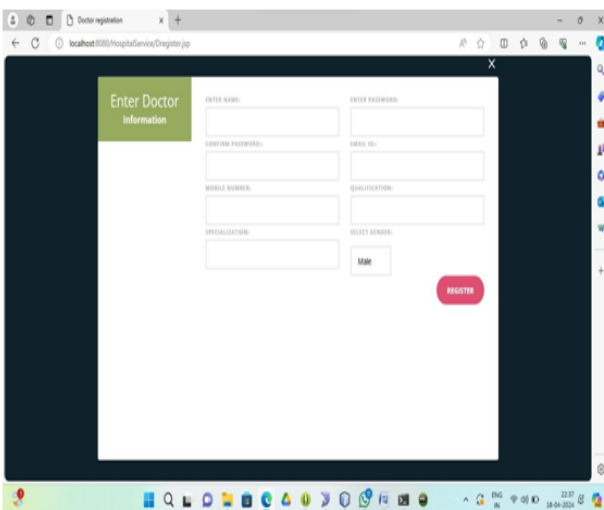 Doctor registration
localhost:8080/HospitalService/Dregister.jsp
X
Enter Doctor
Information
ENTER NAME:
ENTER PASSWORD:
CONFIRM PASSWORD:
EMAIL ID:
MOBILE NUMBER:
QUALIFICATION:
SPECIALIZATION:
SELECT GENDER:
Male
REGISTER
ENG
IN
22:37
18-04-2024